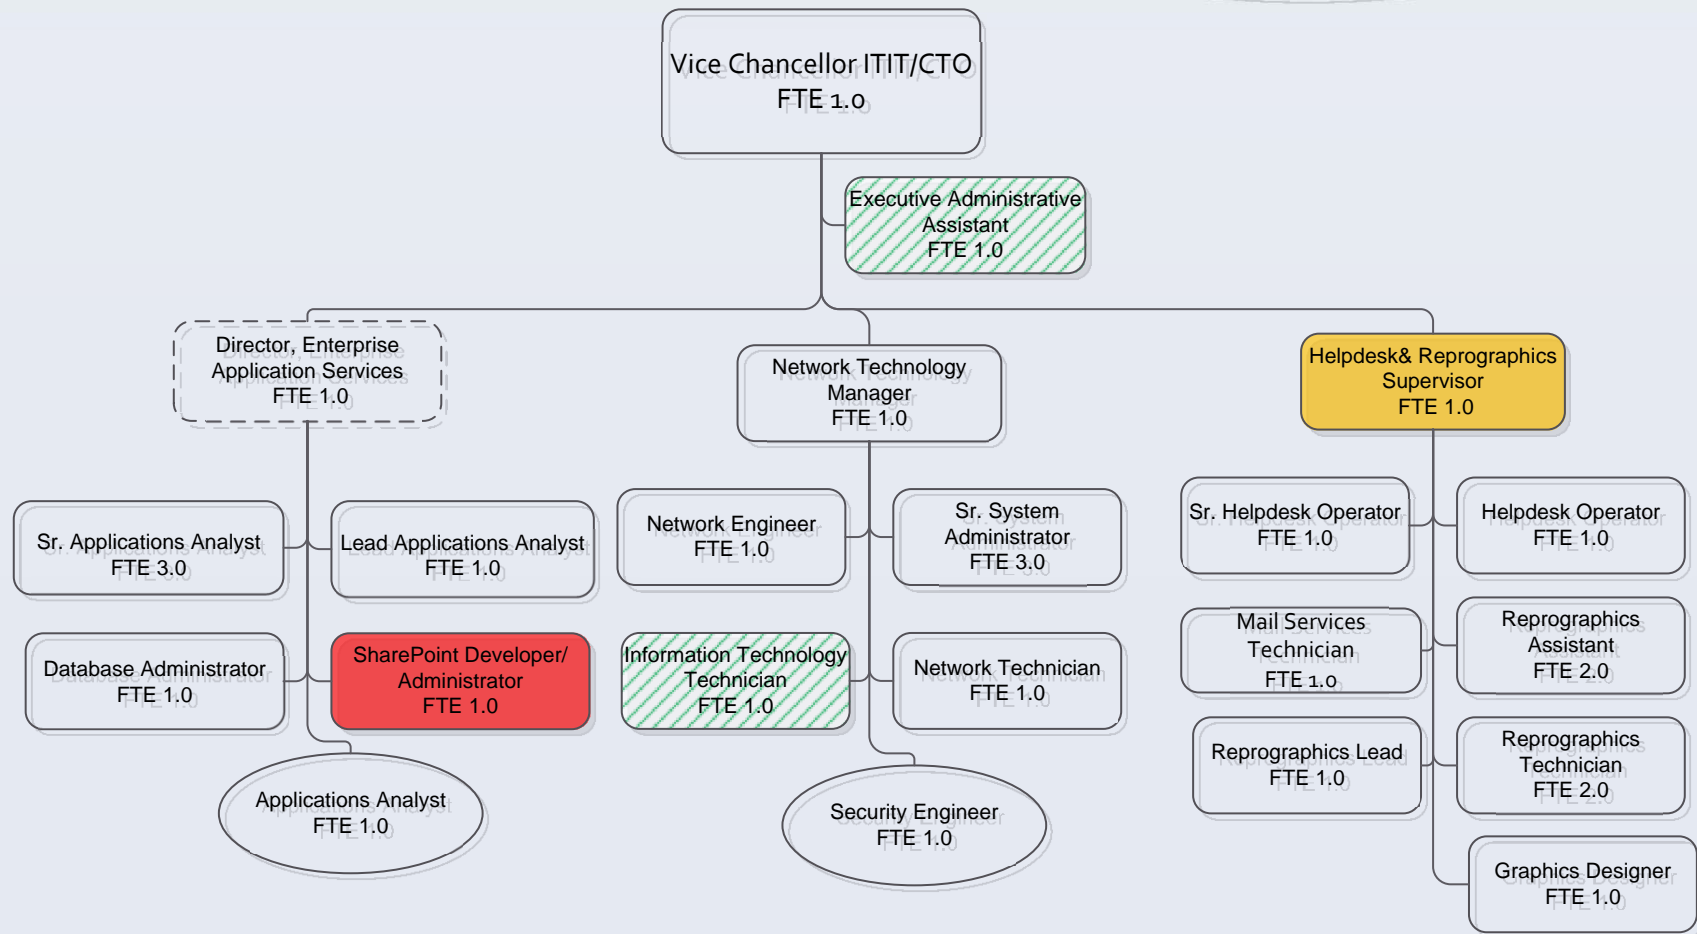 Vice Chancellor ITIT/CTO
FTE 1.0
Executive Administrative
Assistant
FTE 1.0
Director, Enterprise
Application Services
FTE 1.0
Network Technology
Manager
FTE 1.0
Helpdesk& Reprographics
Supervisor
FTE 1.0
Sr. Applications Analyst
FTE 3.0
Lead Applications Analyst
FTE 1.0
Database Administrator
FTE 1.0
SharePoint Developer/
Administrator
FTE 1.0
Applications Analyst
FTE 1.0
Network Engineer
FTE 1.0
Sr. System
Administrator
FTE 3.0
Information Technology
Technician
FTE 1.0
Network Technician
FTE 1.0
Security Engineer
FTE 1.0
Sr. Helpdesk Operator
FTE 1.0
Helpdesk Operator
FTE 1.0
Mail Services
Technician
FTE 1.0
Reprographics
Assistant
FTE 2.0
Reprographics Lead
FTE 1.0
Reprographics
Technician
FTE 2.0
Graphics Designer
FTE 1.0